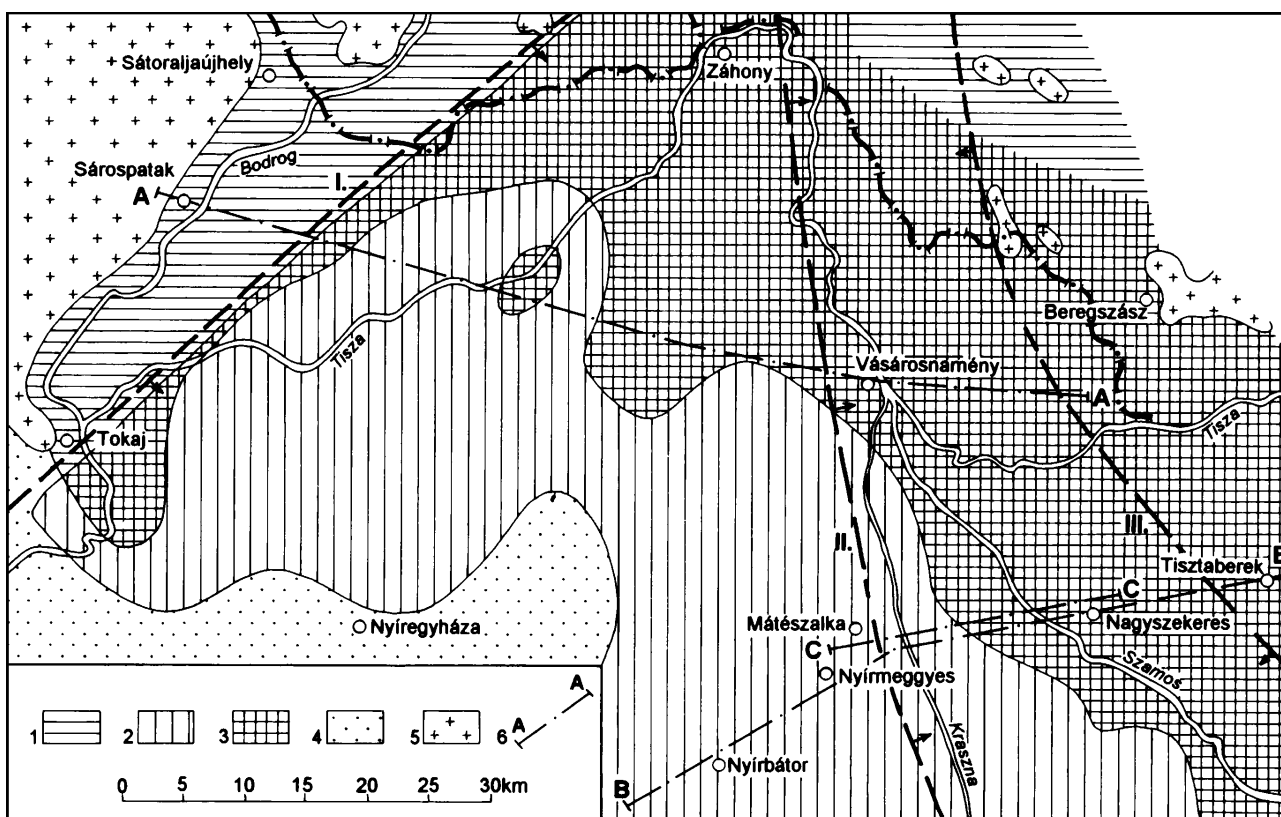 Sátoraljaújhely
Záhony
Bodrog
Sárospatak
A
I.
Beregszász
Tisza
Vásárosnamény
A
Tisza
Tokaj
III.
II.
Tisztaberek
B
C
Nyíregyháza
Mátészalka
Nagyszekeres
C
Nyírmeggyes
Szamos
Kraszna
Nyírbátor
B
1 2 3 4 5 6 A A
0 5 10 15 20 25 30km